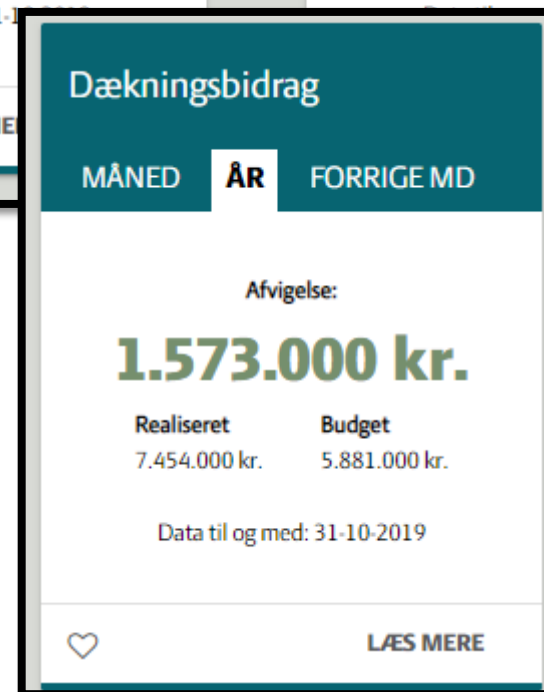 Dækningsbidrag
MÅNED ÅR FORRIGE MD
Afvigelse:
1.573.000 kr.
Realiseret Budget
7.454.000 kr. 5.881.000 kr.
Data til og med: 31-10-2019
LÆS MERE